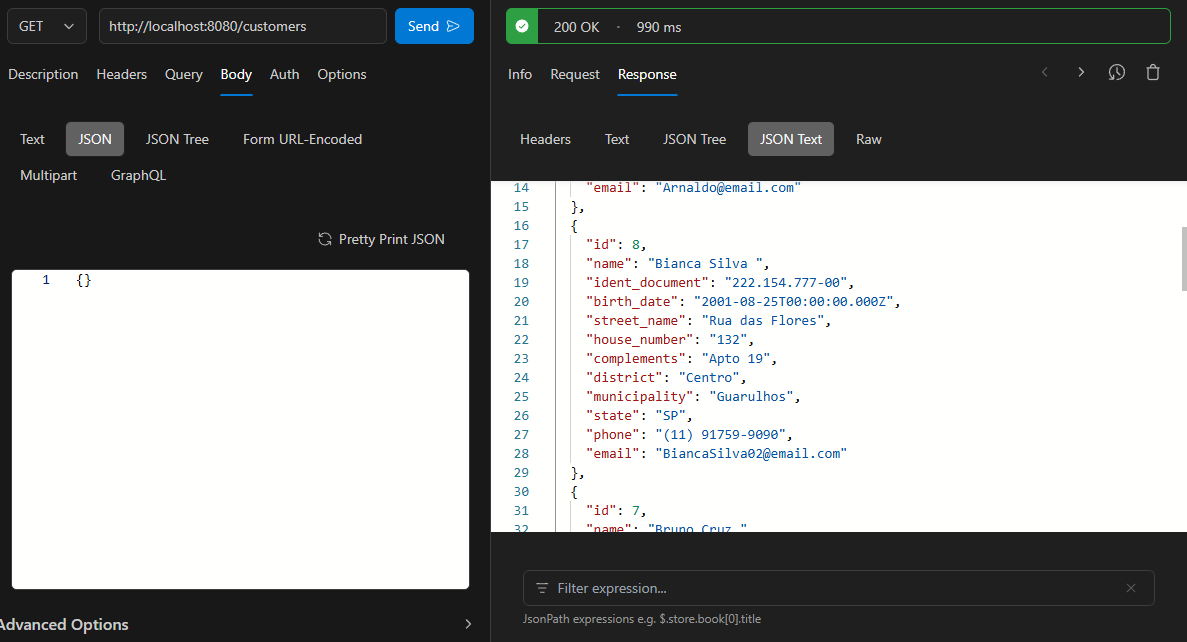 GET
http://localhost:8080/customers
Send
Description Headers Query Body Auth Options
Text JSON JSON Tree Form URL-Encoded
Multipart GraphQL
Pretty Print JSON
1 {}
Advanced Options
200 OK · 990 ms
Info Request Response
Headers Text JSON Tree JSON Text Raw
14 "email": "Arnaldo@email.com"
15 },
16 {
17 "id": 8,
18 "name": "Bianca Silva ",
19 "ident_document": "222.154.777-00",
20 "birth_date": "2001-08-25T00:00:00.000Z",
21 "street_name": "Rua das Flores",
22 "house_number": "132",
23 "complements": "Apto 19",
24 "district": "Centro",
25 "municipality": "Guarulhos",
26 "state": "SP",
27 "phone": "(11) 91759-9090",
28 "email": "BiancaSilva02@email.com"
29 },
30 {
31 "id": 7,
32 "name": "Bruno Cruz "
Filter expression...
JsonPath expressions e.g. $.store.book[0].title